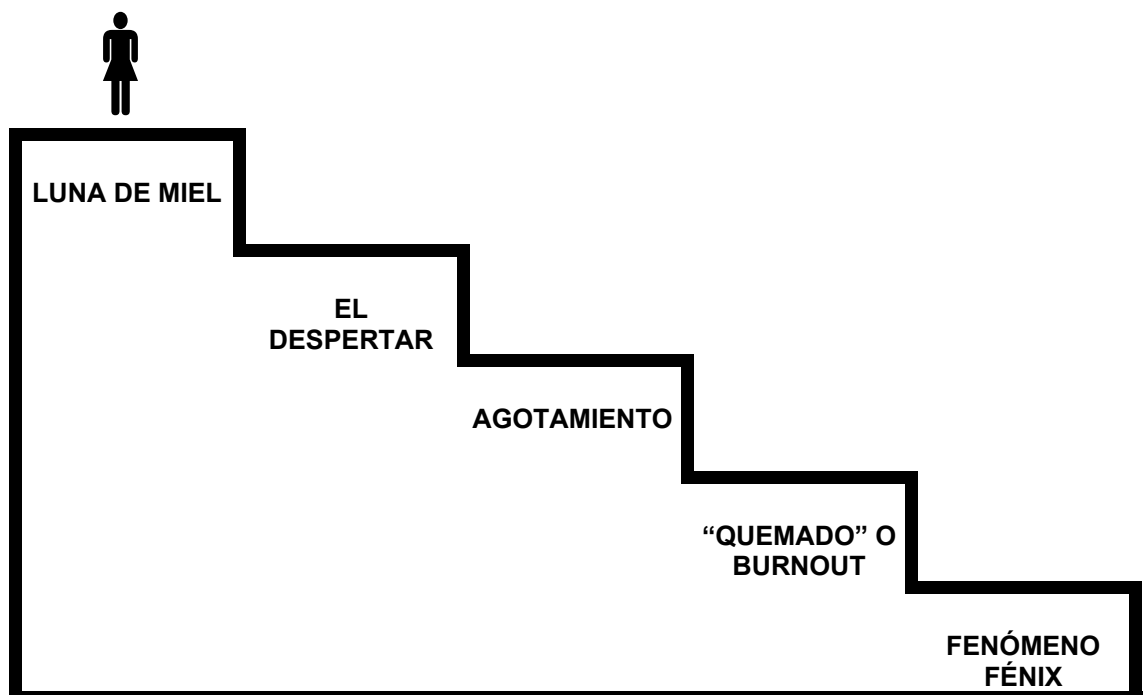 LUNA DE MIEL
EL
DESPERTAR
AGOTAMIENTO
“QUEMADO” O
BURNOUT
FENÓMENO
FÉNIX